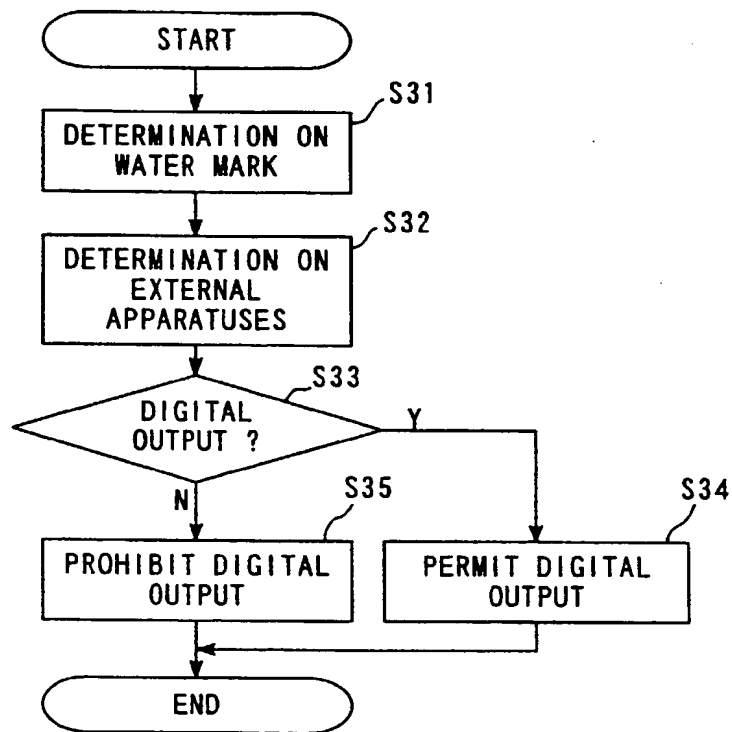 START
S31
DETERMINATION ON
WATER MARK
S32
DETERMINATION ON
EXTERNAL
APPARATUSES
S33
DIGITAL
OUTPUT ?
Y
N
S35
S34
PROHIBIT DIGITAL
OUTPUT
PERMIT DIGITAL
OUTPUT
END